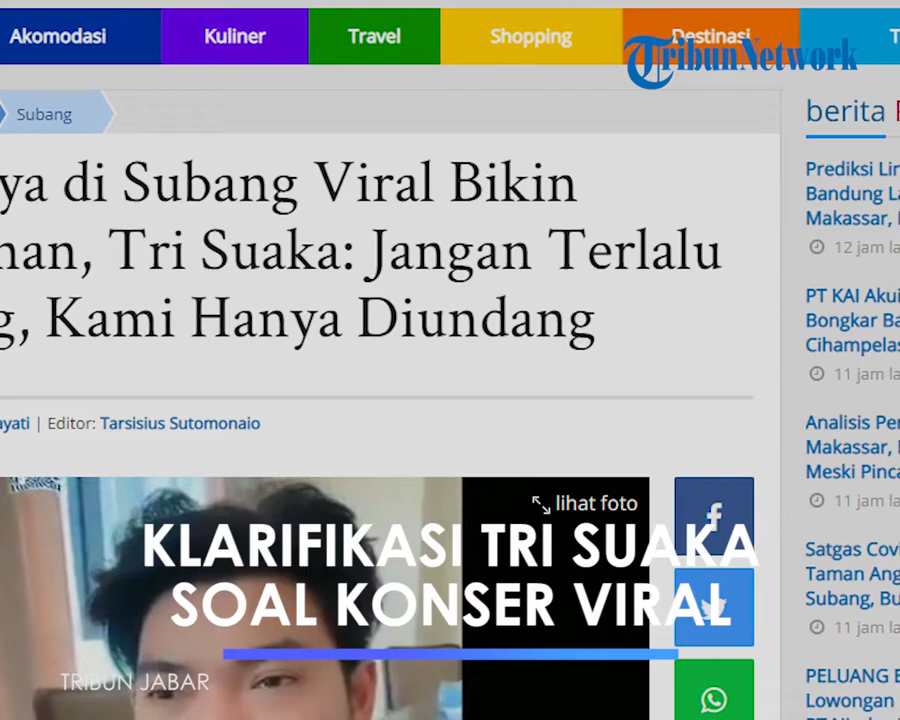 Akomodasi
Kuliner
Travel
Shopping
Destinasi
TribunNetwork
Subang
ya di Subang Viral Bikin
nan, Tri Suaka: Jangan Terlalu
g, Kami Hanya Diundang
ayati | Editor: Tarsisius Sutomonaio
lihat foto
KLARIFIKASI TRI SUAKA
SOAL KONSER VIRAL
TRIBUN JABAR
berita
Prediksi Lin
Bandung La
Makassar,
12 jam la
PT KAI Akui
Bongkar Ba
Cihampelas
11 jam la
Analisis Per
Makassar,
Meski Pinca
11 jam la
Satgas Covi
Taman Ang
Subang, Bu
11 jam la
PELUANG
Lowongan